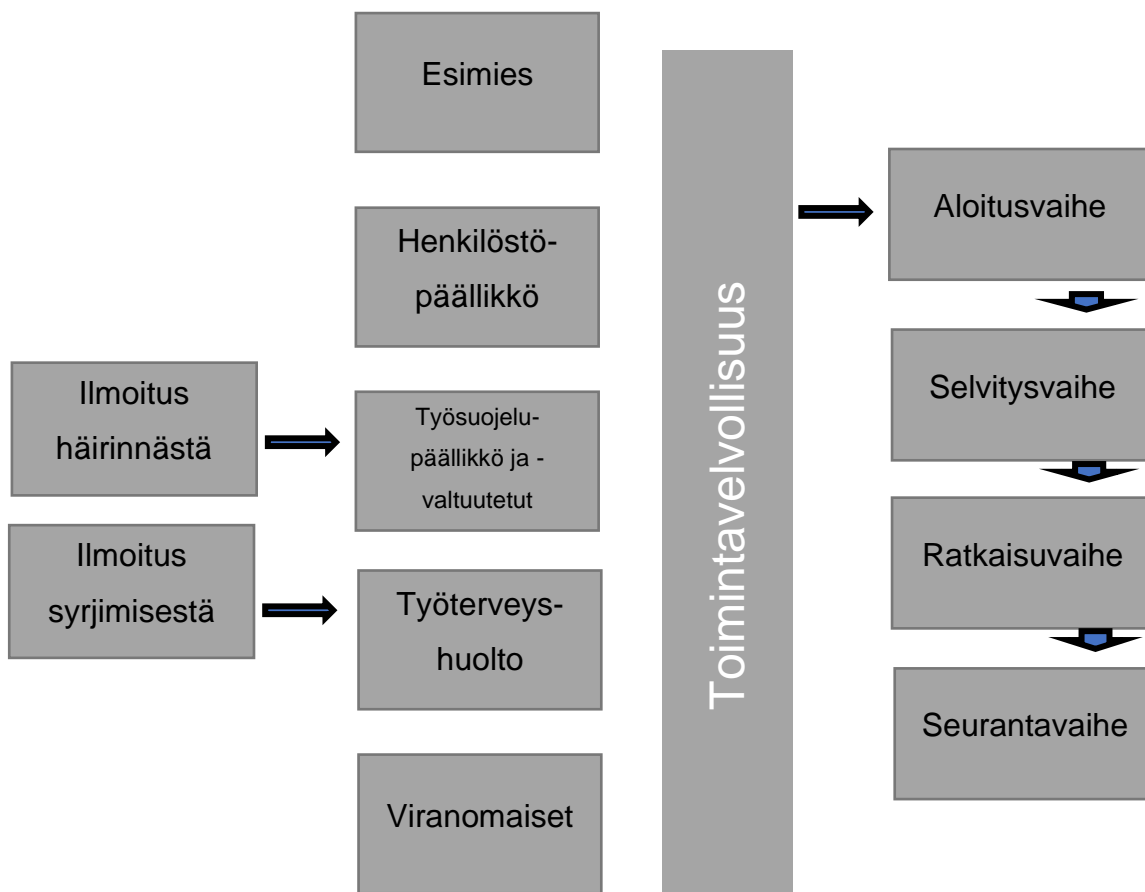 Esimies
Henkilöstö-
päällikkö
Ilmoitus
häirinnästä
Työsuojelu-
päällikkö ja -
valtuutetut
Ilmoitus
syrjimisestä
Työterveys-
huolto
Viranomaiset
Toimintavelvollisuus
Aloitusvaihe
Selvitysvaihe
Ratkaisuvaihe
Seurantavaihe